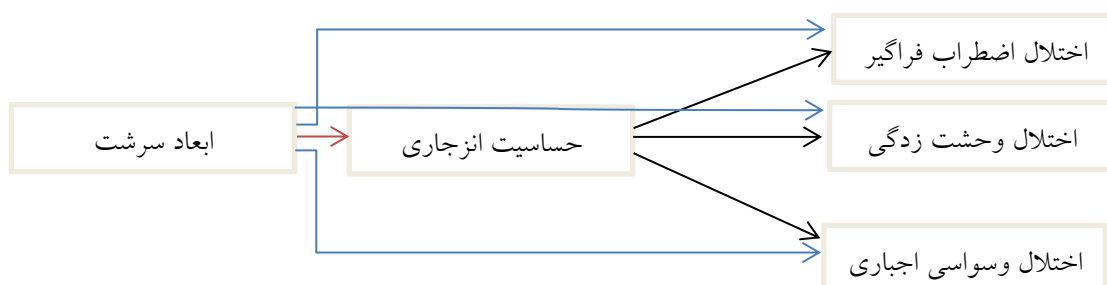 اختلال اضطراب فراگیر
ابعاد سرشت
حساسیت انزجاری
اختلال وحشت زدگی
اختلال وسواسی اجباری